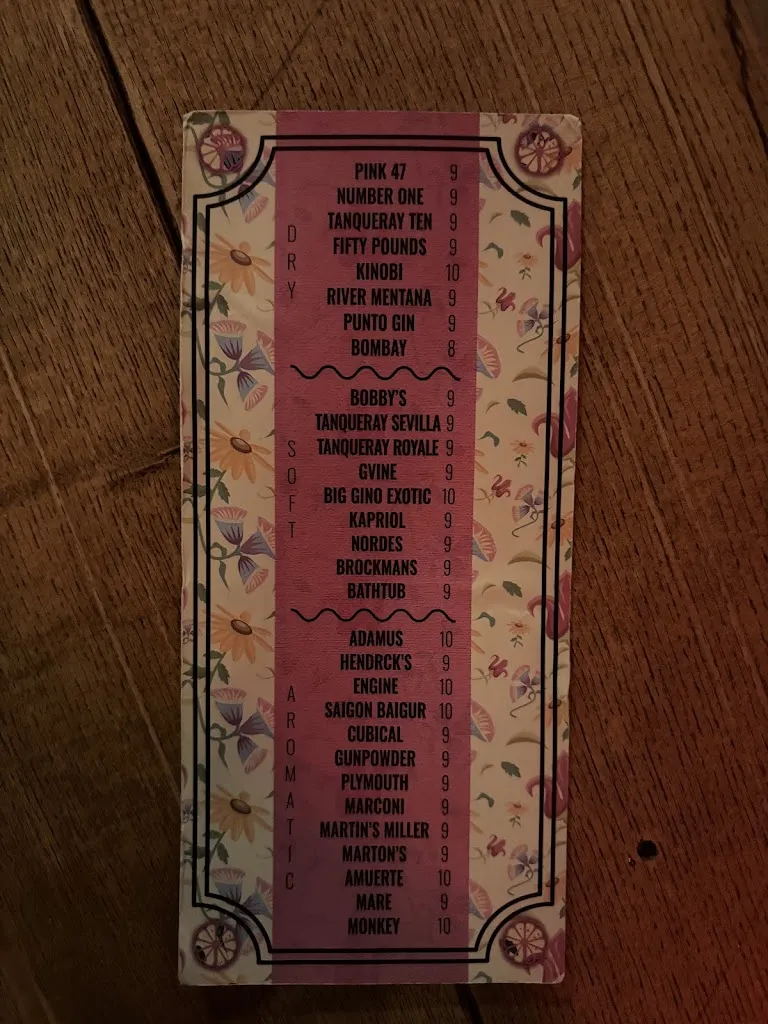 DRY
PINK 47 9
NUMBER ONE 9
TANQUERAY TEN 9
FIFTY POUNDS 9
KINOBI 10
RIVER MENTANA 9
PUNTO GIN 9
BOMBAY 8
SOFT
BOBBY'S 9
TANQUERAY SEVILLA 9
TANQUERAY ROYALE 9
GVINE 9
BIG GINO EXOTIC 10
KAPRIOL 9
NORDES 9
BROCKMANS 9
BATHTUB 9
AROMATIC
ADAMUS 10
HENDRCK'S 9
ENGINE 10
SAIGON BAIGUR 10
CUBICAL 9
GUNPOWDER 9
PLYMOUTH 9
MARCONI 9
MARTIN'S MILLER 9
MARTON'S 9
AMUERTE 10
MARE 9
MONKEY 10